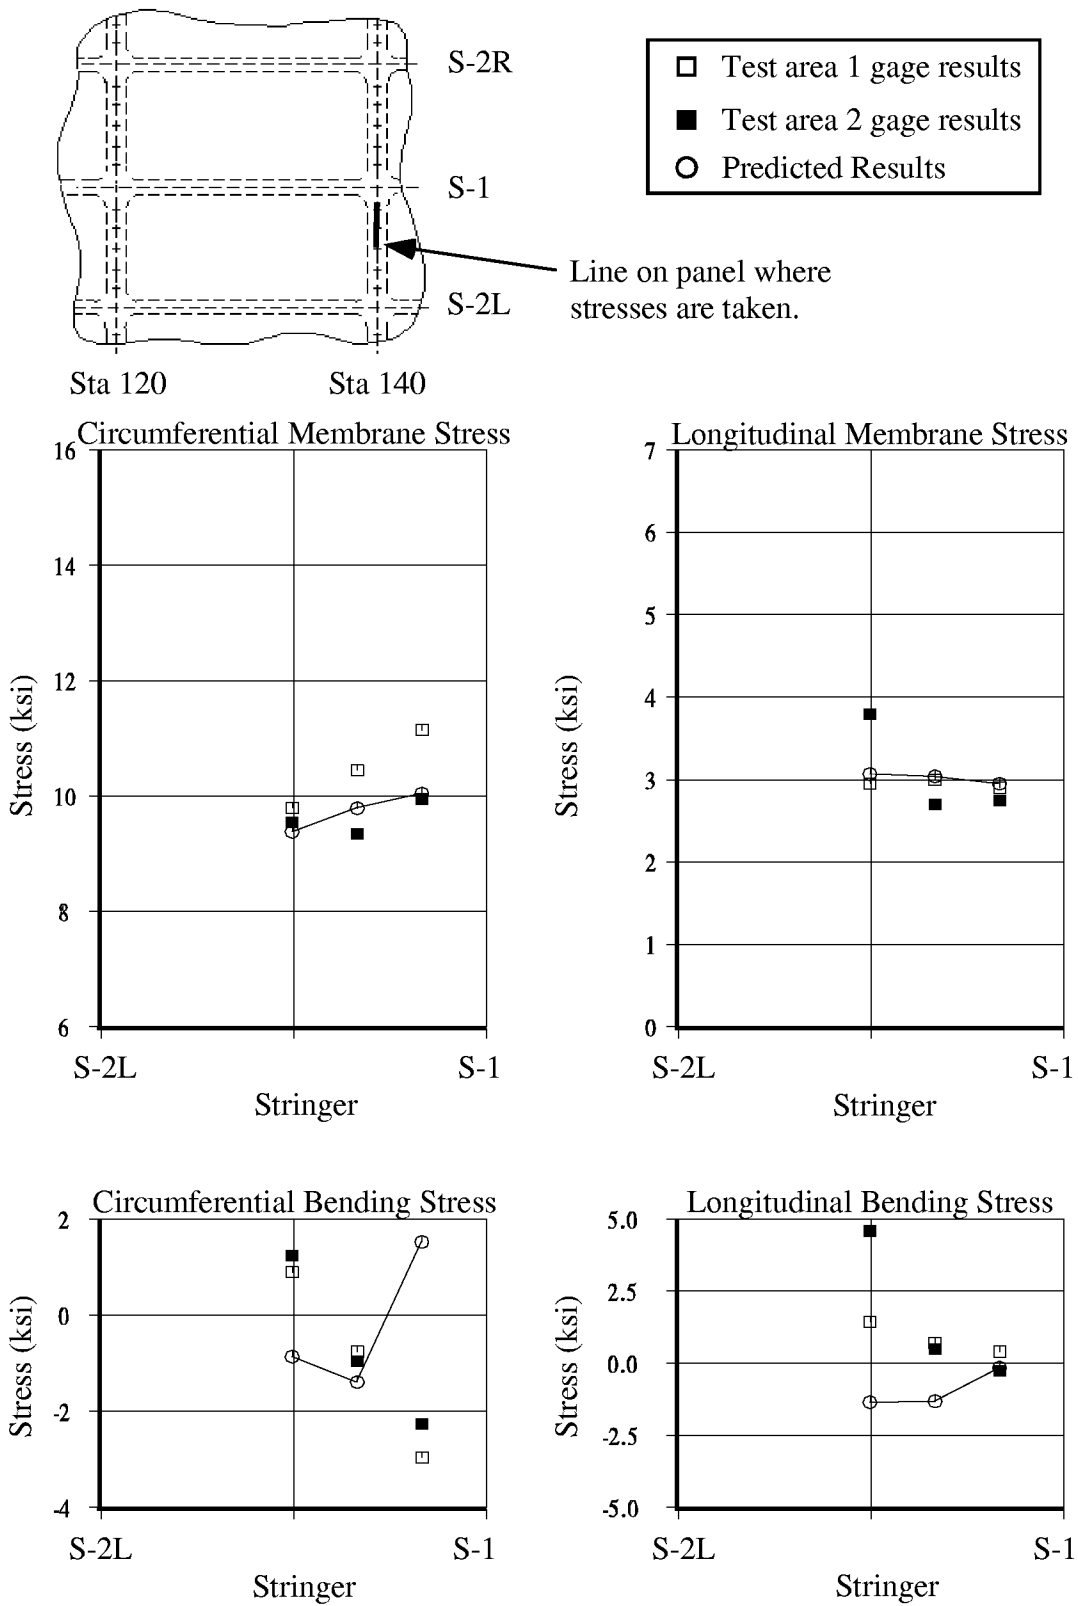 S-2R
S-1
S-2L
Sta 120
Sta 140
Test area 1 gage results
Test area 2 gage results
Predicted Results
Line on panel where
stresses are taken.
Circumferential Membrane Stress
16
14
12
10
8
6
Stress (ksi)
S-2L
S-1
Stringer
Longitudinal Membrane Stress
7
6
5
4
3
2
1
0
Stress (ksi)
S-2L
S-1
Stringer
Circumferential Bending Stress
2
0
-2
-4
Stress (ksi)
S-2L
S-1
Stringer
Longitudinal Bending Stress
5.0
2.5
0.0
-2.5
-5.0
Stress (ksi)
S-2L
S-1
Stringer